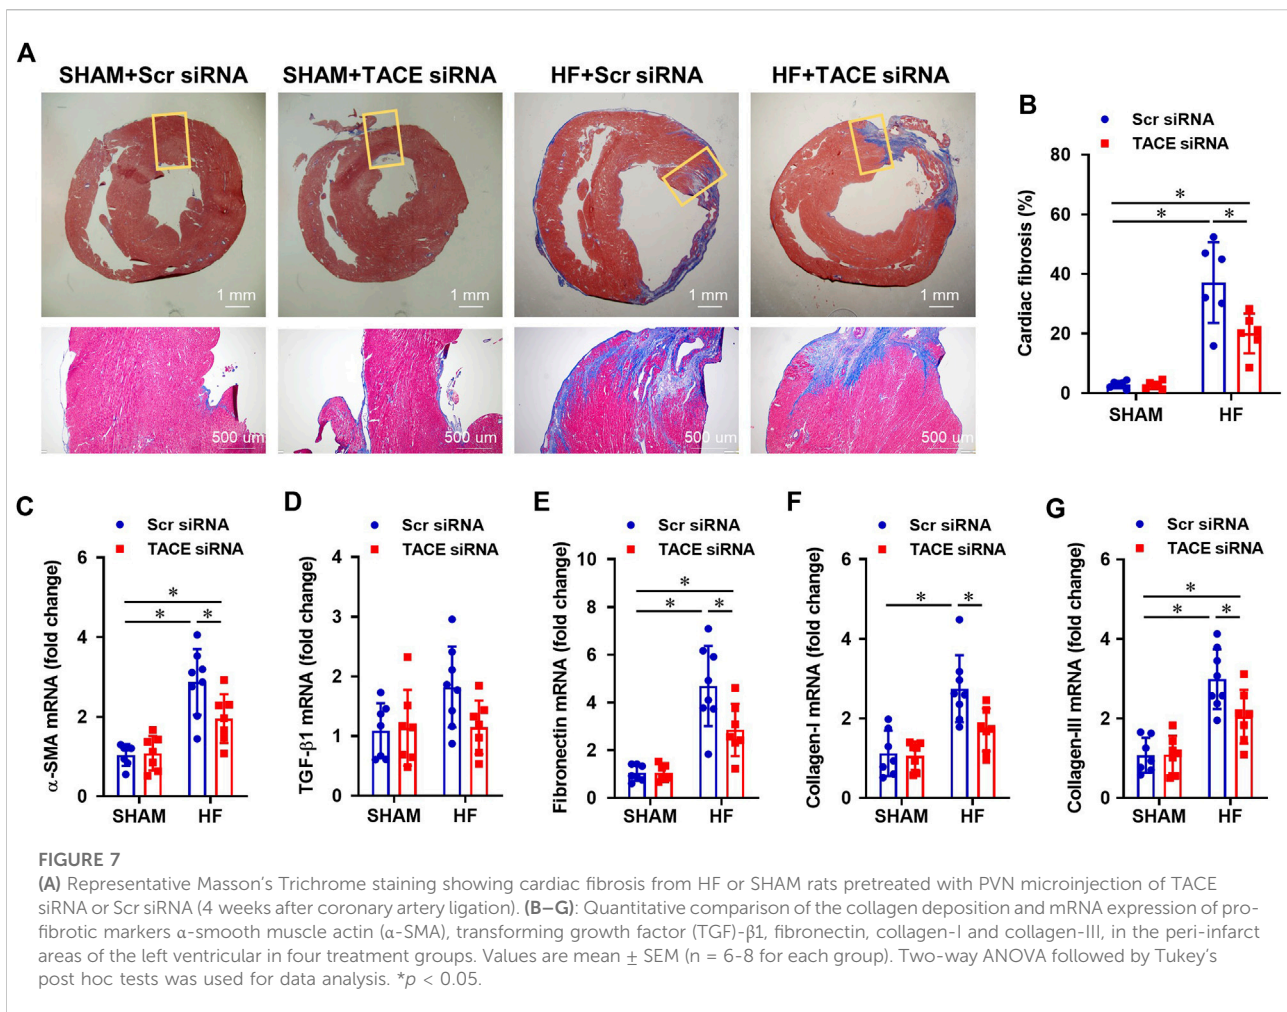 A
SHAM+Scr siRNA
SHAM+TACE siRNA
HF+Scr siRNA
HF+TACE siRNA
1 mm
1 mm
1 mm
1 mm
500 um
500 um
500 um
500 um
B
Scr siRNA
TACE siRNA
Cardiac fibrosis (%)
80
60
40
20
0
*
*
*
SHAM
HF
C
Scr siRNA
TACE siRNA
α-SMA mRNA (fold change)
6
4
2
0
*
*
*
SHAM
HF
D
Scr siRNA
TACE siRNA
TGF-β1 mRNA (fold change)
4
3
2
1
0
SHAM
HF
E
Scr siRNA
TACE siRNA
Fibronectin mRNA (fold change)
10
8
6
4
2
0
*
*
*
SHAM
HF
F
Scr siRNA
TACE siRNA
Collagen-I mRNA (fold change)
6
4
2
0
*
*
SHAM
HF
G
Scr siRNA
TACE siRNA
Collagen-III mRNA (fold change)
6
4
2
0
*
*
*
SHAM
HF
FIGURE 7
(A) Representative Masson's Trichrome staining showing cardiac fibrosis from HF or SHAM rats pretreated with PVN microinjection of TACE
siRNA or Scr siRNA (4 weeks after coronary artery ligation). (B–G): Quantitative comparison of the collagen deposition and mRNA expression of pro-
fibrotic markers α-smooth muscle actin (α-SMA), transforming growth factor (TGF)-β1, fibronectin, collagen-I and collagen-III, in the peri-infarct
areas of the left ventricular in four treatment groups. Values are mean ± SEM (n = 6-8 for each group). Two-way ANOVA followed by Tukey's
post hoc tests was used for data analysis. *p < 0.05.